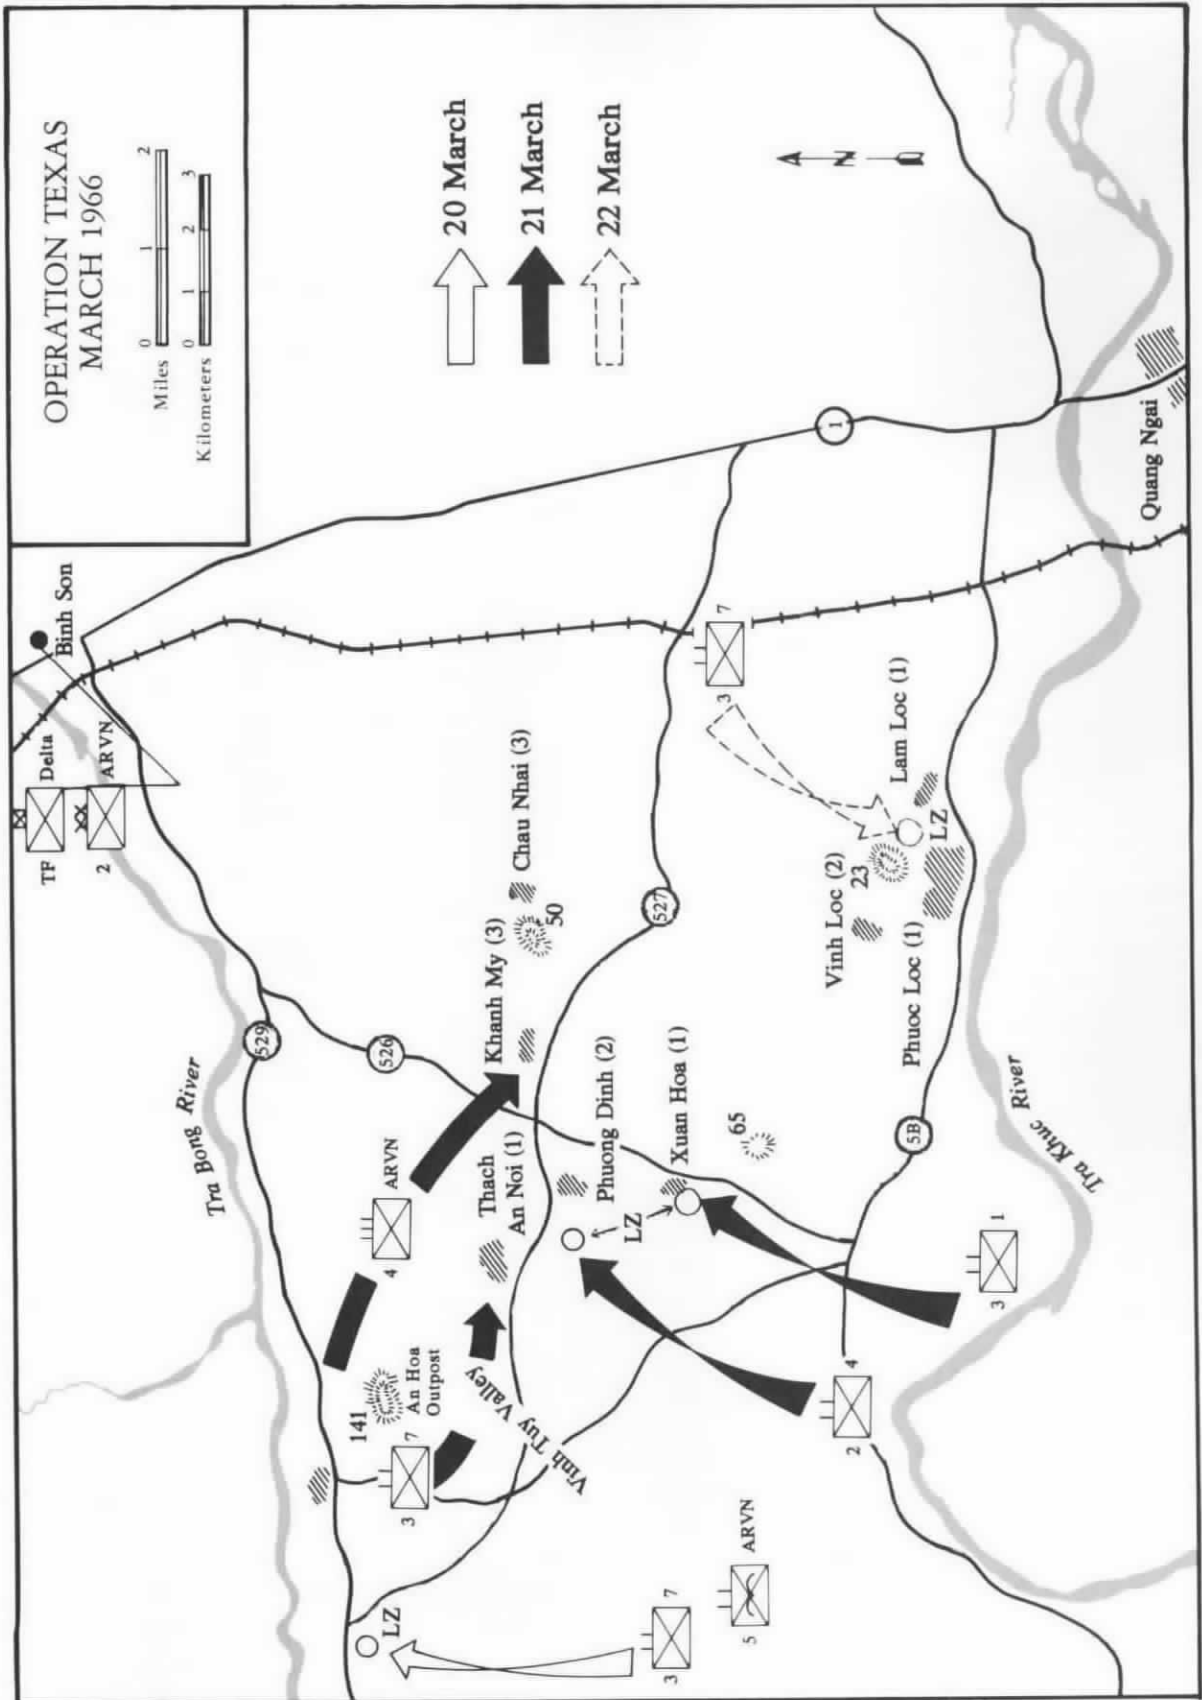 OPERATION TEXAS
MARCH 1966
Miles
0
1
2
Kilometers
0
1
2
3
20 March
21 March
22 March
N
Binh Son
TF
Delta
2
ARVN
1
Quang Ngai
Tra Bong River
529
526
527
5B
Chau Nhai (3)
50
Khanh My (3)
4
ARVN
Thach
An Noi (1)
141
An Hoa
Outpost
3
7
Vinh Tuy Valley
LZ
3
7
5
ARVN
Phuong Dinh (2)
LZ
Xuan Hoa (1)
65
2
4
3
1
3
7
Lam Loc (1)
LZ
Vinh Loc (2)
23
Phuoc Loc (1)
Tra Khuc River